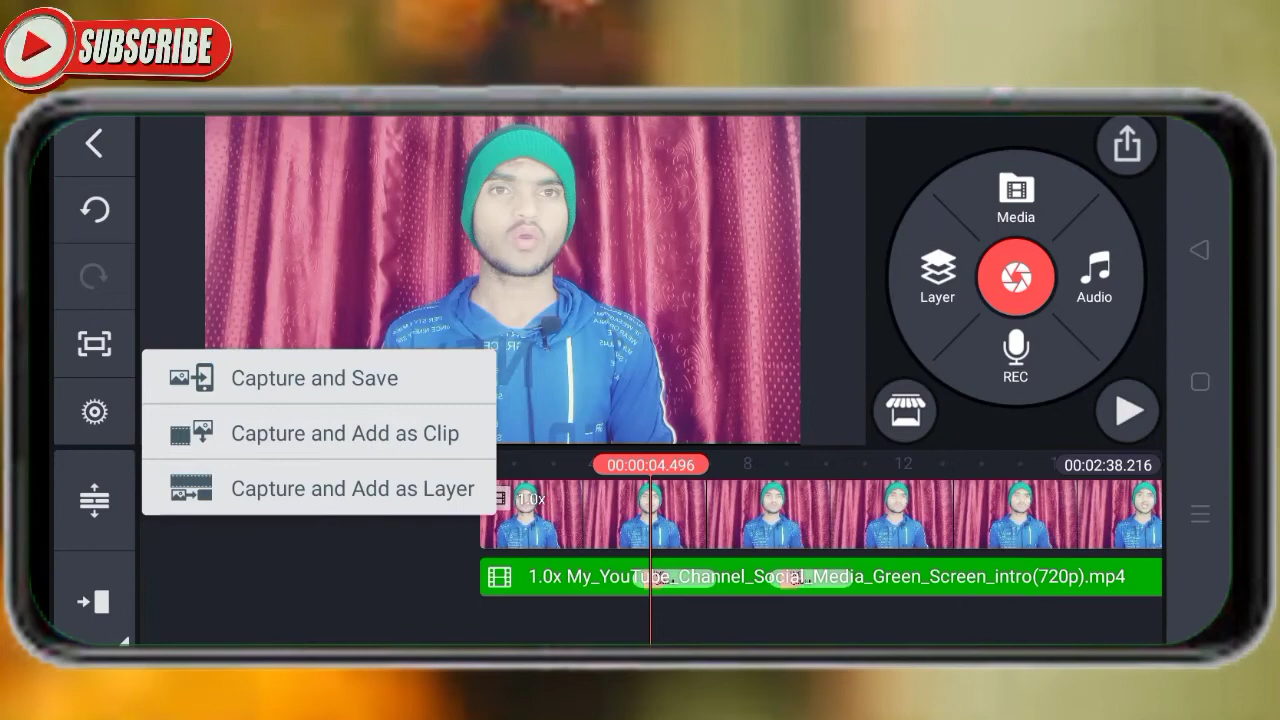 SUBSCRIBE
Media
Layer
Audio
REC
Capture and Save
Capture and Add as Clip
Capture and Add as Layer
00:00:04.496
8
12
00:02:38.216
1.0x
1.0x My_YouTube_Channel_Social_Media_Green_Screen_intro(720p).mp4